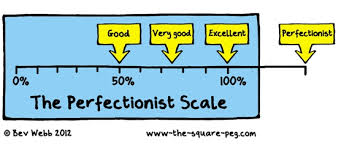 Good Very good Excellent Perfectionist
0% 50% 100%
The Perfectionist Scale
© Bev Webb 2012 www-the-square-peg.com